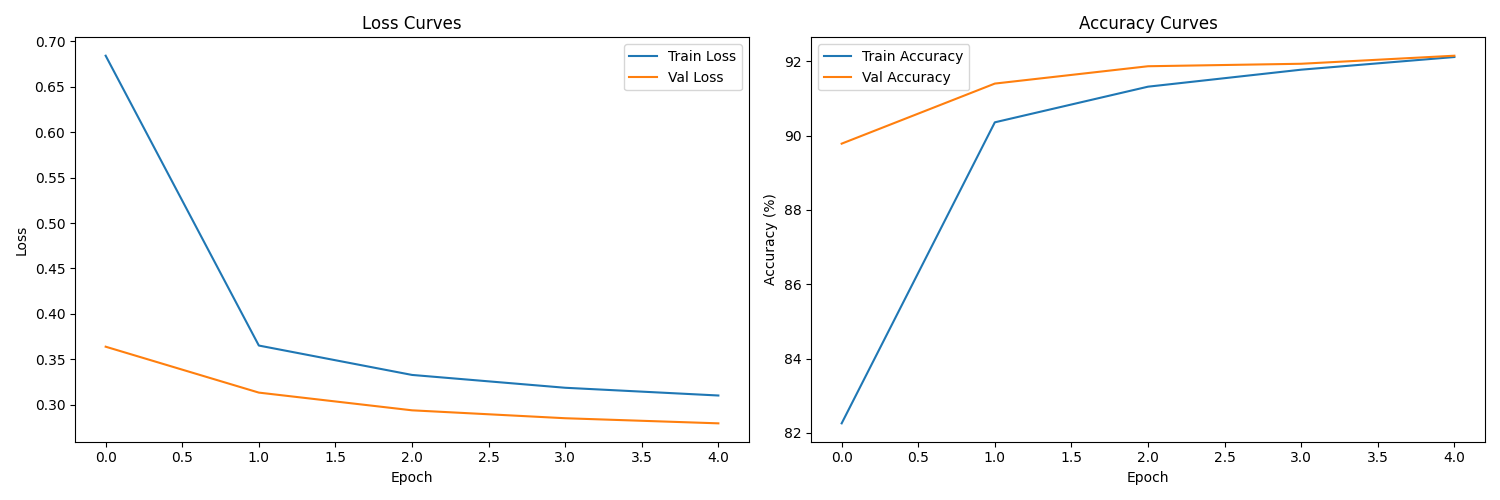 Loss Curves
0.70
0.65
0.60
0.55
0.50
0.45
0.40
0.35
0.30
Loss
Train Loss
Val Loss
0.0 0.5 1.0 1.5 2.0 2.5 3.0 3.5 4.0
Epoch
Accuracy Curves
92
90
88
86
84
82
Accuracy (%)
Train Accuracy
Val Accuracy
0.0 0.5 1.0 1.5 2.0 2.5 3.0 3.5 4.0
Epoch